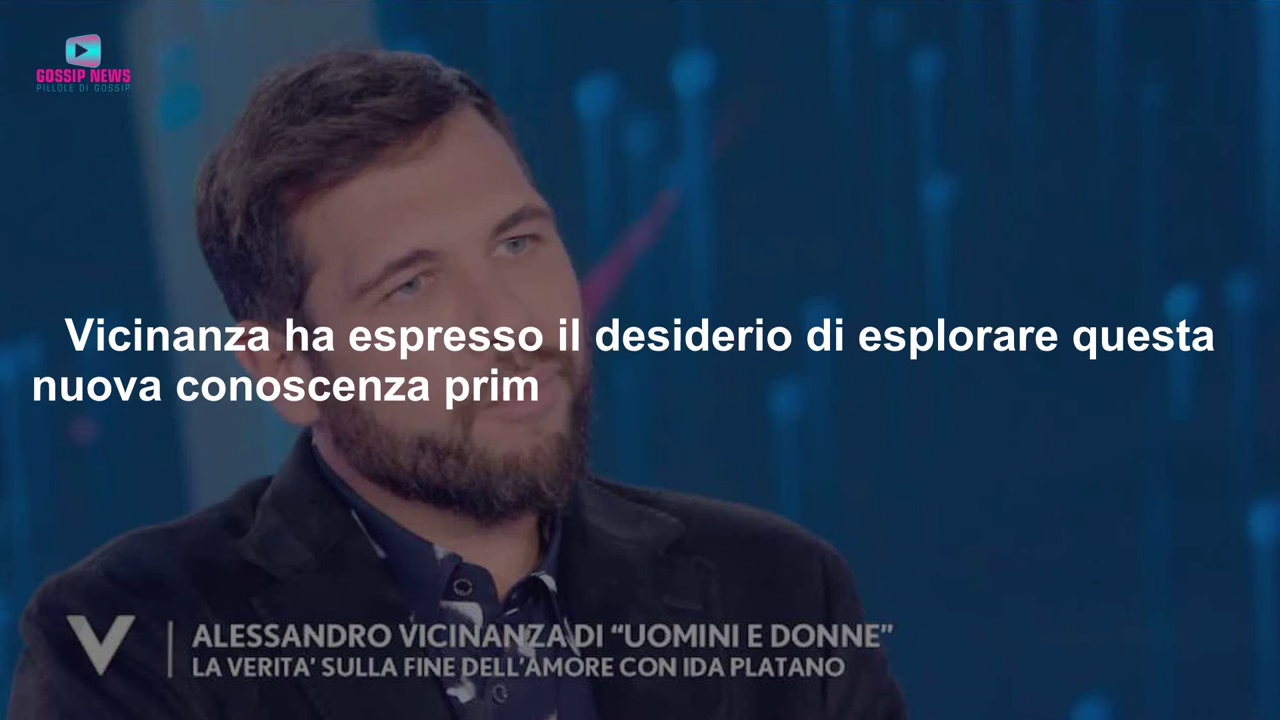 GOSSIP NEWS
PILLOLE DI GOSSIP
Vicinanza ha espresso il desiderio di esplorare questa
nuova conoscenza prim
V
ALESSANDRO VICINANZA DI “UOMINI E DONNE”
LA VERITA' SULLA FINE DELL'AMORE CON IDA PLATANO